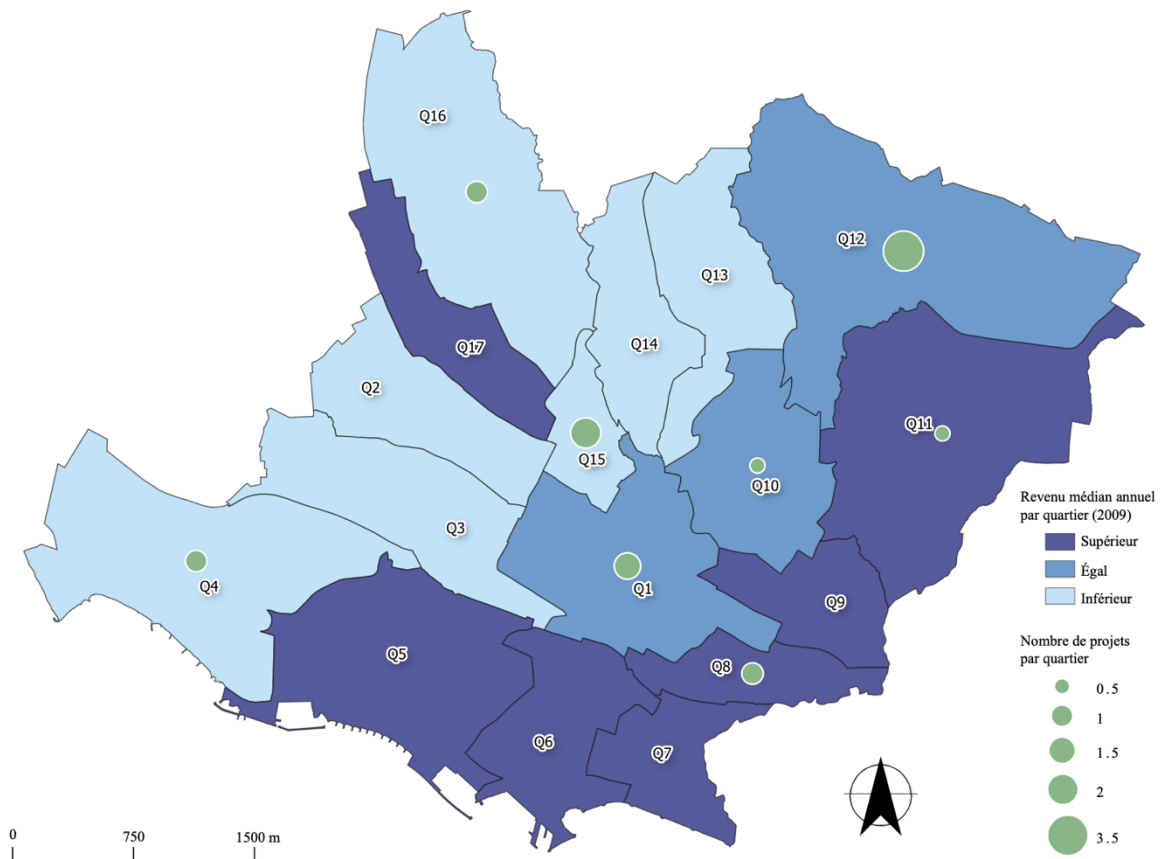 Q16
Q12
Q13
Q14
Q17
Q2
Q11
Q15
Q10
Q3
Q4
Q1
Q9
Q5
Q8
Q6
Q7
Revenu médian annuel
par quartier (2009)
Supérieur
Égal
Inférieur
Nombre de projets
par quartier
0.5
1
1.5
2
3.5
0 750 1500 m